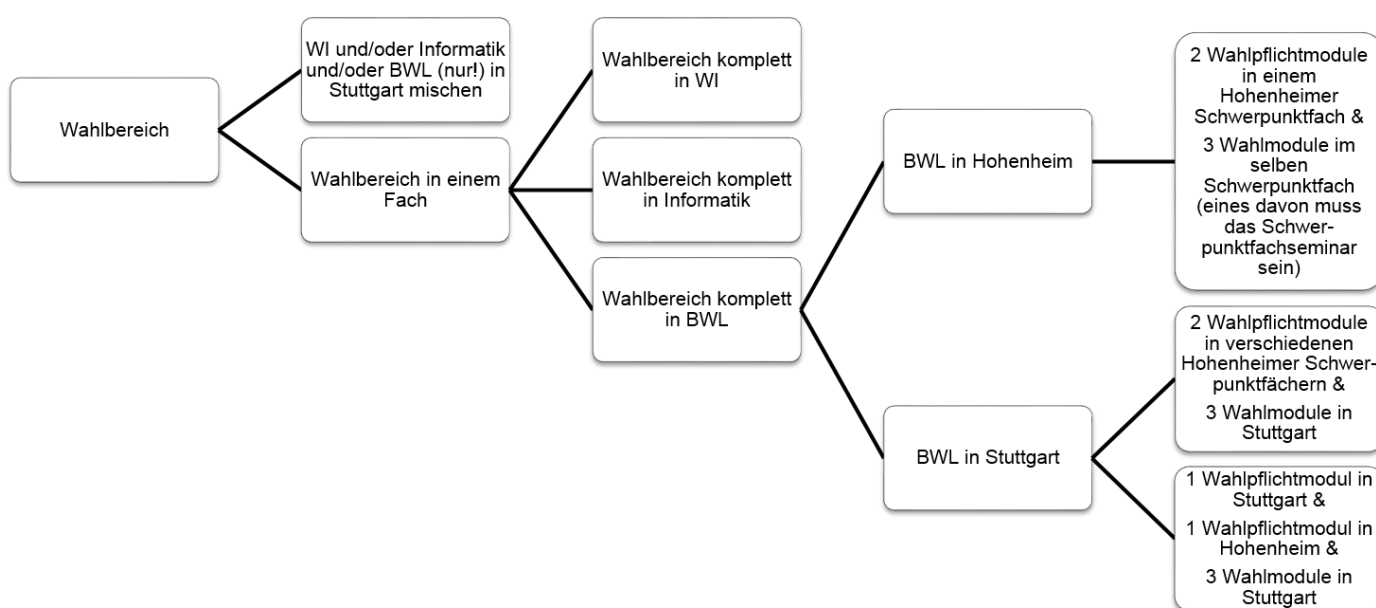 Wahlbereich
WI und/oder Informatik
und/oder BWL (nur!) in
Stuttgart mischen
Wahlbereich in einem
Fach
Wahlbereich komplett
in WI
Wahlbereich komplett
in Informatik
Wahlbereich komplett
in BWL
BWL in Hohenheim
BWL in Stuttgart
2 Wahlpflichtmodule
in einem
Hohenheimer
Schwerpunktfach &
3 Wahlmodule im
selben
Schwerpunktfach
(eines davon muss
das Schwer-
punktfachseminar
sein)
2 Wahlpflichtmodule
in verschiedenen
Hohenheimer Schwer-
punktfächern &
3 Wahlmodule in
Stuttgart
1 Wahlpflichtmodul in
Stuttgart &
1 Wahlpflichtmodul in
Hohenheim &
3 Wahlmodule in
Stuttgart